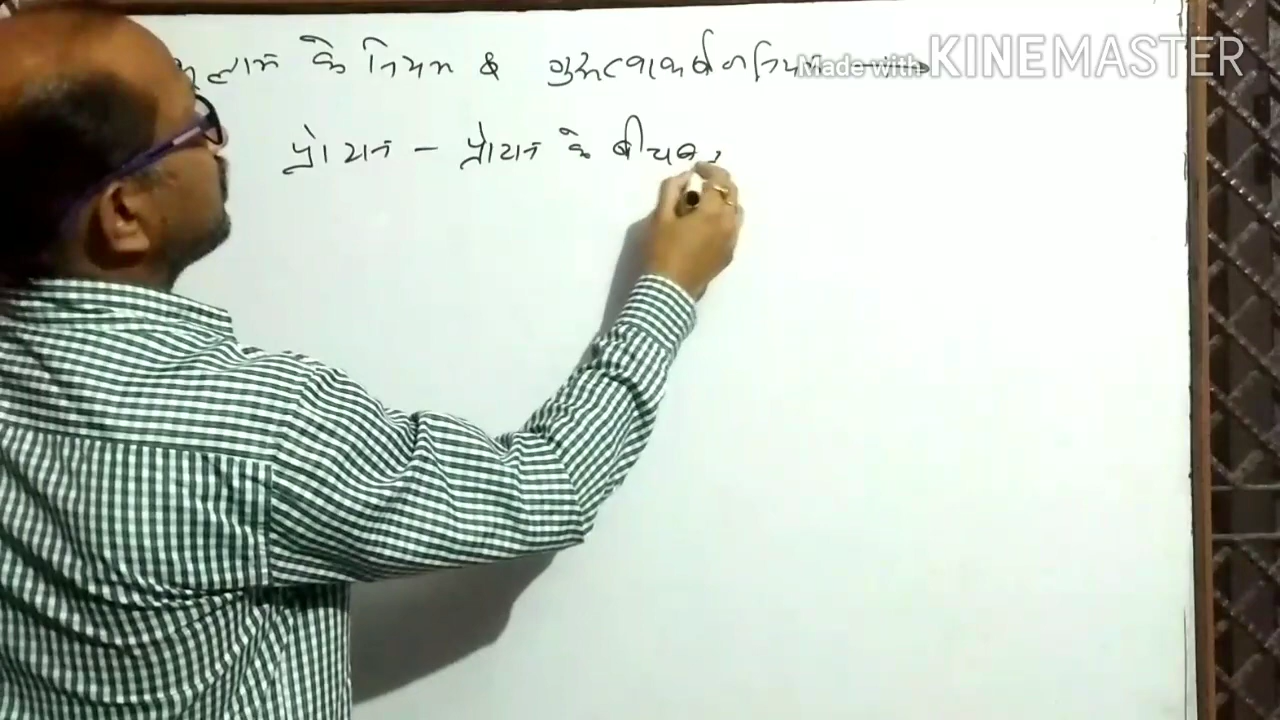 के नियम & गुरुत्वाकर्षण नियम
Made with KINEMASTER
प्रोटान - प्रोटान के बीच